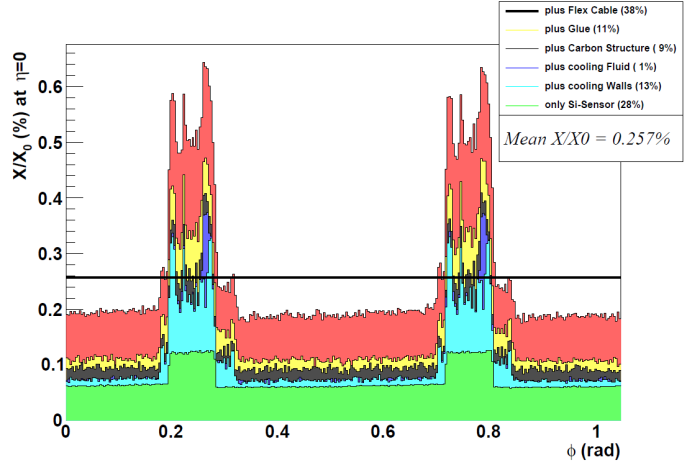 plus Flex Cable (38%)
plus Glue (11%)
plus Carbon Structure ( 9%)
plus cooling Fluid ( 1%)
plus cooling Walls (13%)
only Si-Sensor (28%)
Mean X/X0 = 0.257%
X/X₀ (%) at η=0
0.6
0.5
0.4
0.3
0.2
0.1
0
0 0.2 0.4 0.6 0.8 1
ϕ (rad)